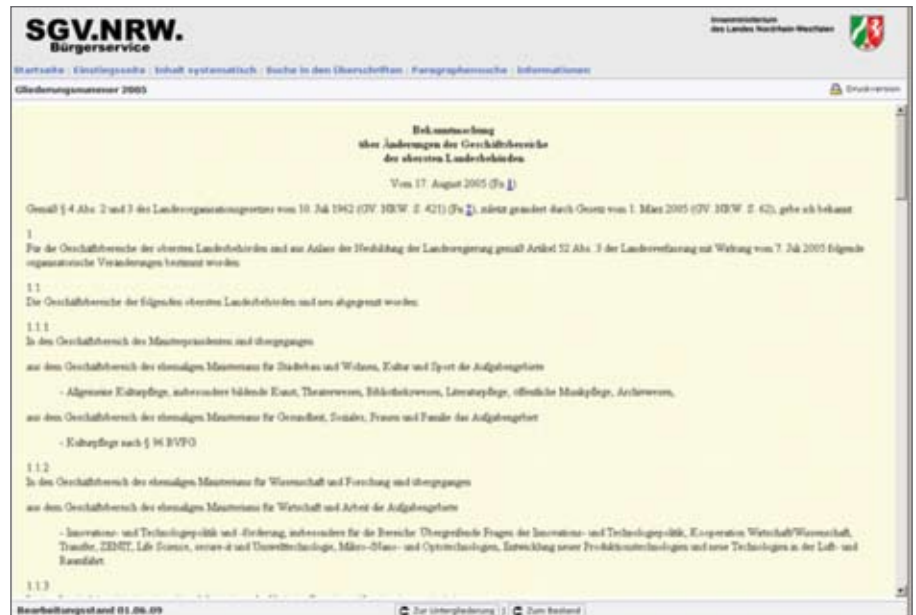 SGV.NRW.
Bürgerservice
Innenministerium
des Landes Nordrhein-Westfalen
Startseite | Einstiegsseite | Inhalt systematisch | Suche in den Überschriften | Paragraphensuche | Informationen
Gliederungsnummer 2005
Druckversion
Bekanntmachung
über Änderungen der Geschäftsbereiche
der obersten Landesbehörden
Vom 17. August 2005 (Fn 1)
Gemäß § 4 Abs. 2 und 3 des Landesorganisationsgesetzes vom 10. Juli 1962 (GV. NRW. S. 421) (Fn 2), zuletzt geändert durch Gesetz vom 1. März 2005 (GV. NRW. S. 62), gebe ich bekannt:
1
Für die Geschäftsbereiche der obersten Landesbehörden sind aus Anlass der Neubildung der Landesregierung gemäß Artikel 52 Abs. 3 der Landesverfassung mit Wirkung vom 7. Juli 2005 folgende
organisatorische Veränderungen bestimmt worden:
1.1
Die Geschäftsbereiche der folgenden obersten Landesbehörden sind neu abgegrenzt worden:
1.1.1
In den Geschäftsbereich des Ministerpräsidenten sind übergegangen
aus dem Geschäftsbereich des ehemaligen Ministeriums für Städtebau und Wohnen, Kultur und Sport die Aufgabengebiete
- Allgemeine Kulturpflege, insbesondere bildende Kunst, Theaterwesen, Bibliothekswesen, Literaturpflege, öffentliche Musikpflege, Archivwesen,
aus dem Geschäftsbereich des ehemaligen Ministeriums für Gesundheit, Soziales, Frauen und Familie das Aufgabengebiet
- Kulturpflege nach § 96 BVFG
1.1.2
In den Geschäftsbereich des ehemaligen Ministeriums für Wissenschaft und Forschung sind übergegangen
aus dem Geschäftsbereich des ehemaligen Ministeriums für Wirtschaft und Arbeit die Aufgabengebiete
- Innovations- und Technologiepolitik und -förderung, insbesondere für die Bereiche: Übergreifende Fragen der Innovations- und Technologiepolitik, Kooperation Wirtschaft/Wissenschaft,
Transfer, ZENIT, Life Science, secure-it und Umwelttechnologie, Mikro-/Nano- und Optotechnologien, Entwicklung neuer Produktionstechnologien und neue Technologien in der Luft- und
Raumfahrt.
1.1.3
Bearbeitungsstand 01.06.09
Zur Untergliederung | Zum Bestand